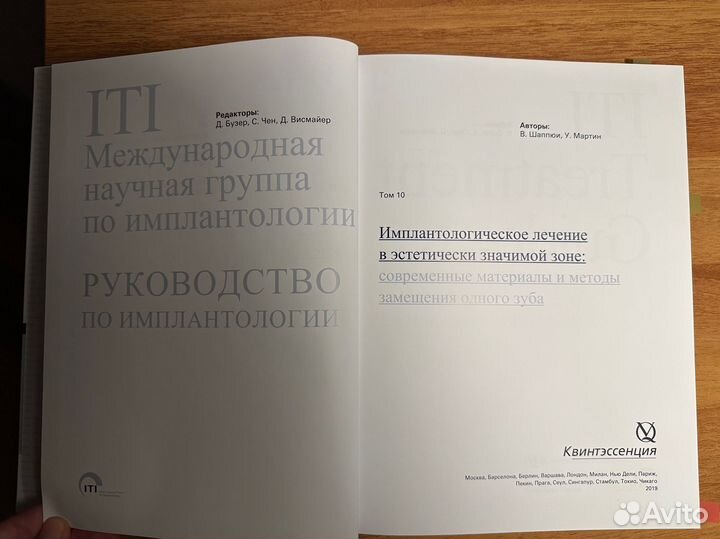 ITI
Редакторы:
Д. Бузер, С. Чен, Д. Висмайер
Международная
научная группа
по имплантологии
РУКОВОДСТВО
ПО ИМПЛАНТОЛОГИИ
ITI
Авторы:
В. Шаппюи, У. Мартин
Том 10
Имплантологическое лечение
в эстетически значимой зоне:
современные материалы и методы
замещения одного зуба
Квинтэссенция
Москва, Барселона, Берлин, Варшава, Лондон, Милан, Нью Дели, Париж,
Пекин, Прага, Сеул, Сингапур, Стамбул, Токио, Чикаго
2019
Avito